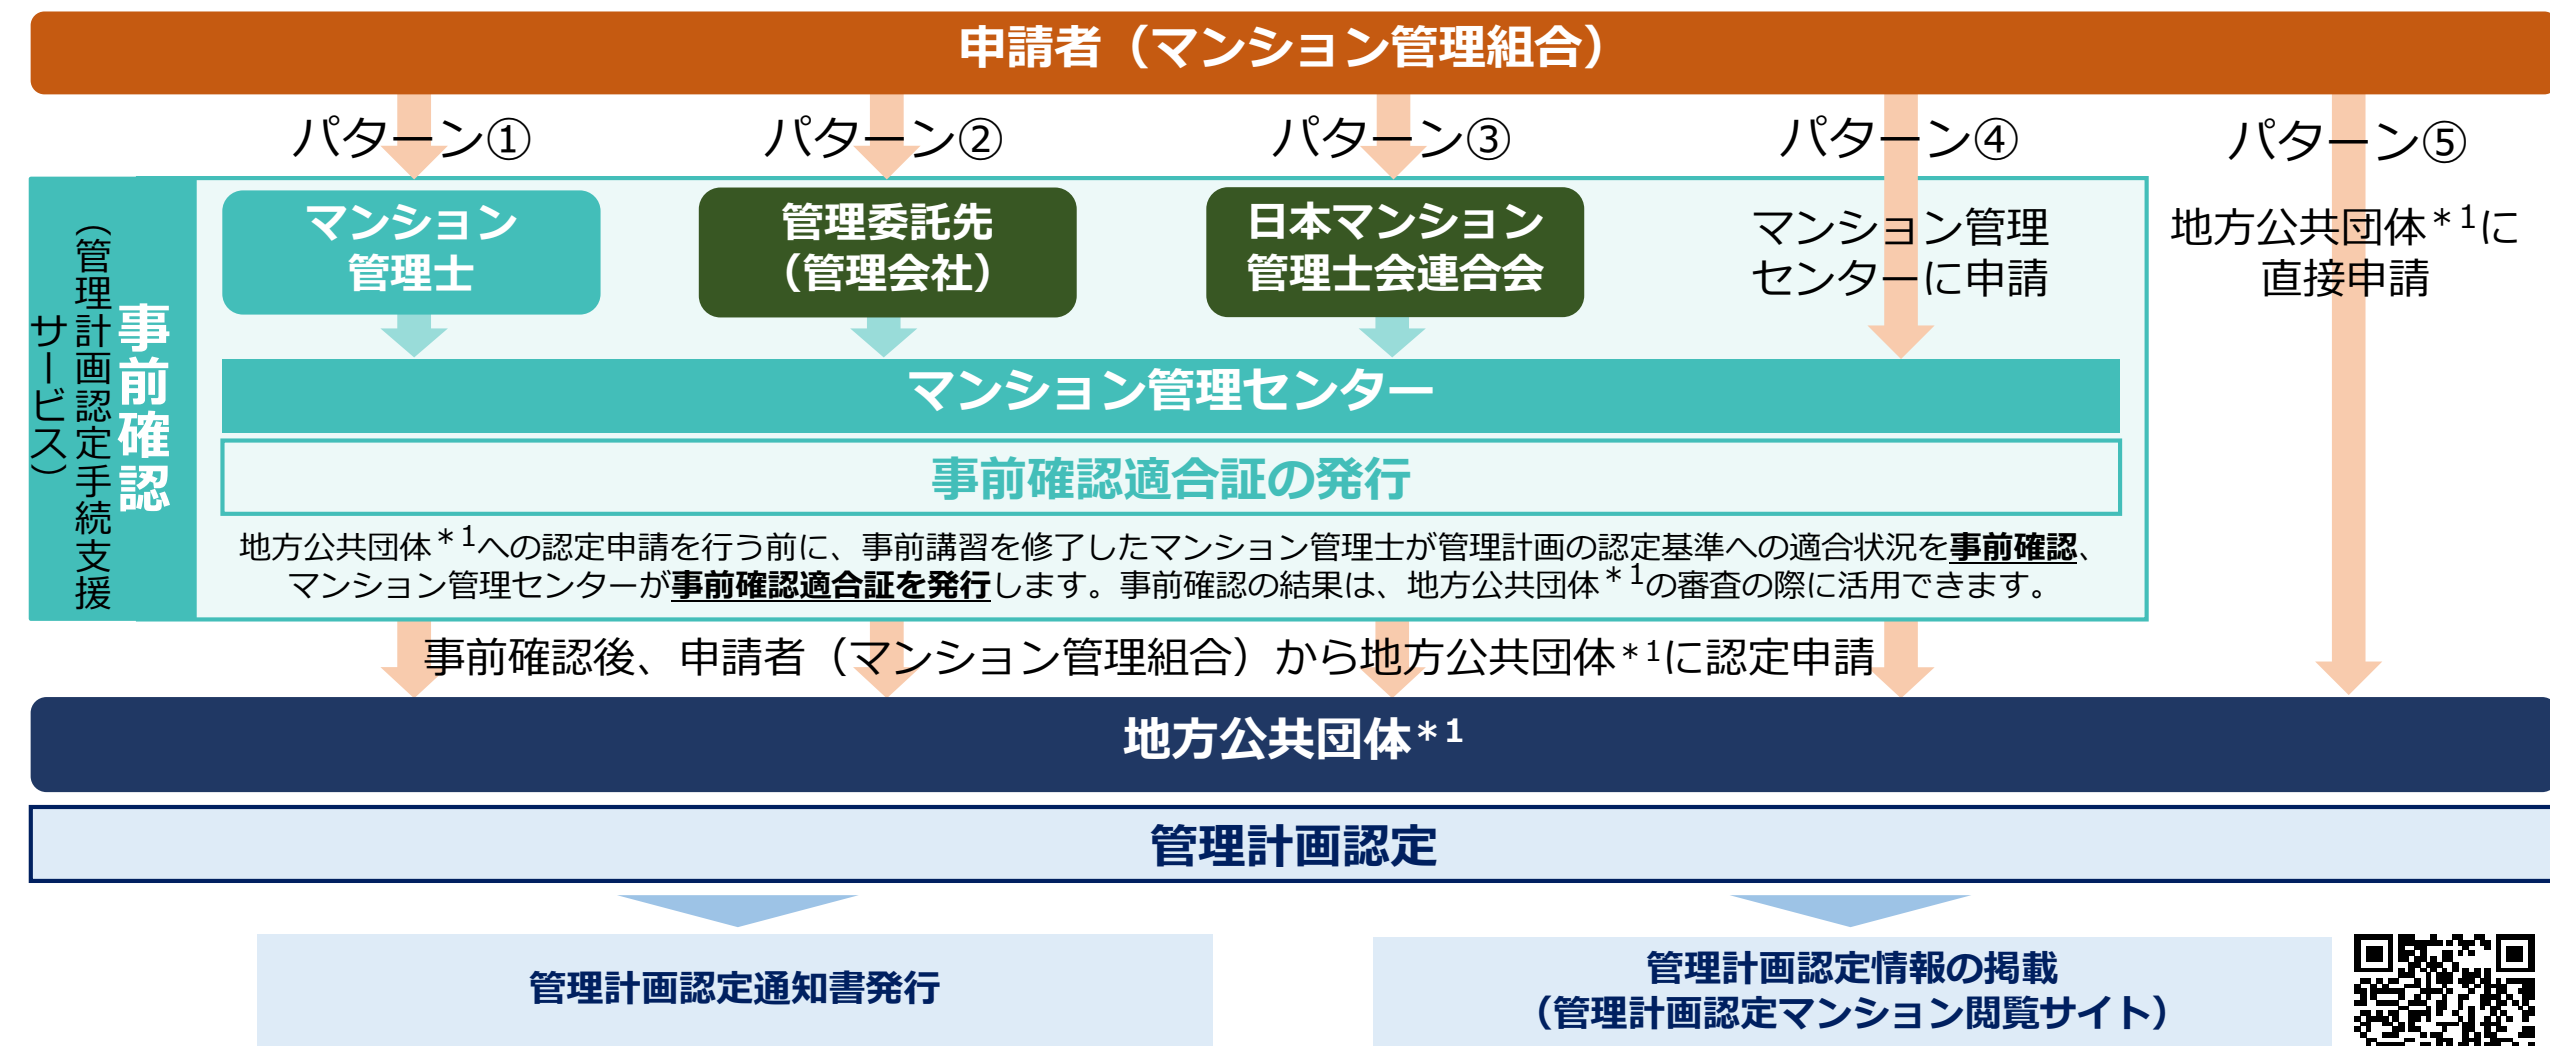 申請者（マンション管理組合）
パターン①
パターン②
パターン③
パターン④
パターン⑤
事前確認
（管理計画認定手続支援
サービス）
マンション
管理士
管理委託先
（管理会社）
日本マンション
管理士会連合会
マンション管理
センターに申請
地方公共団体＊1に
直接申請
マンション管理センター
事前確認適合証の発行
地方公共団体＊1への認定申請を行う前に、事前講習を修了したマンション管理士が管理計画の認定基準への適合状況を事前確認、
マンション管理センターが事前確認適合証を発行します。事前確認の結果は、地方公共団体＊1の審査の際に活用できます。
事前確認後、申請者（マンション管理組合）から地方公共団体＊1に認定申請
地方公共団体＊1
管理計画認定
管理計画認定通知書発行
管理計画認定情報の掲載
（管理計画認定マンション閲覧サイト）